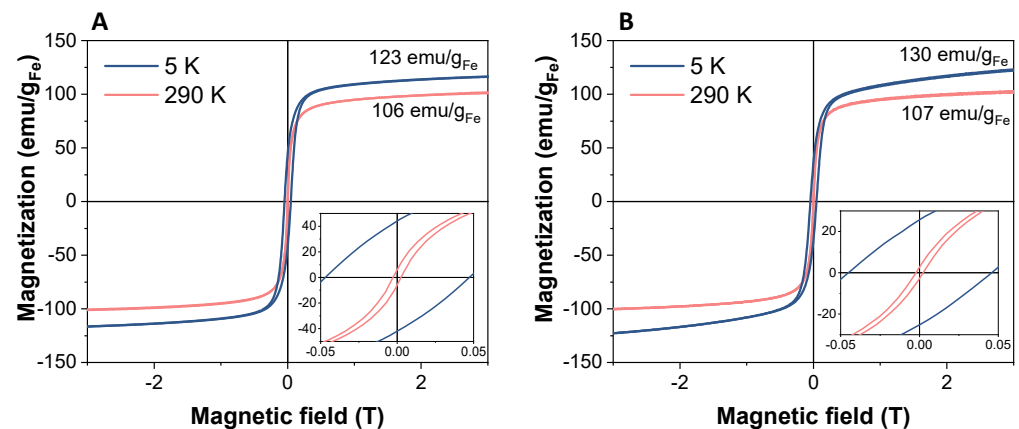 A
150
100
50
0
-50
-100
-150
-2
0
2
Magnetization (emu/gFe)
Magnetic field (T)
5 K
290 K
123 emu/gFe
106 emu/gFe
40
20
0
-20
-40
-0.05
0.00
0.05
B
150
100
50
0
-50
-100
-150
-2
0
2
Magnetization (emu/gFe)
Magnetic field (T)
5 K
290 K
130 emu/gFe
107 emu/gFe
20
0
-20
-0.05
0.00
0.05